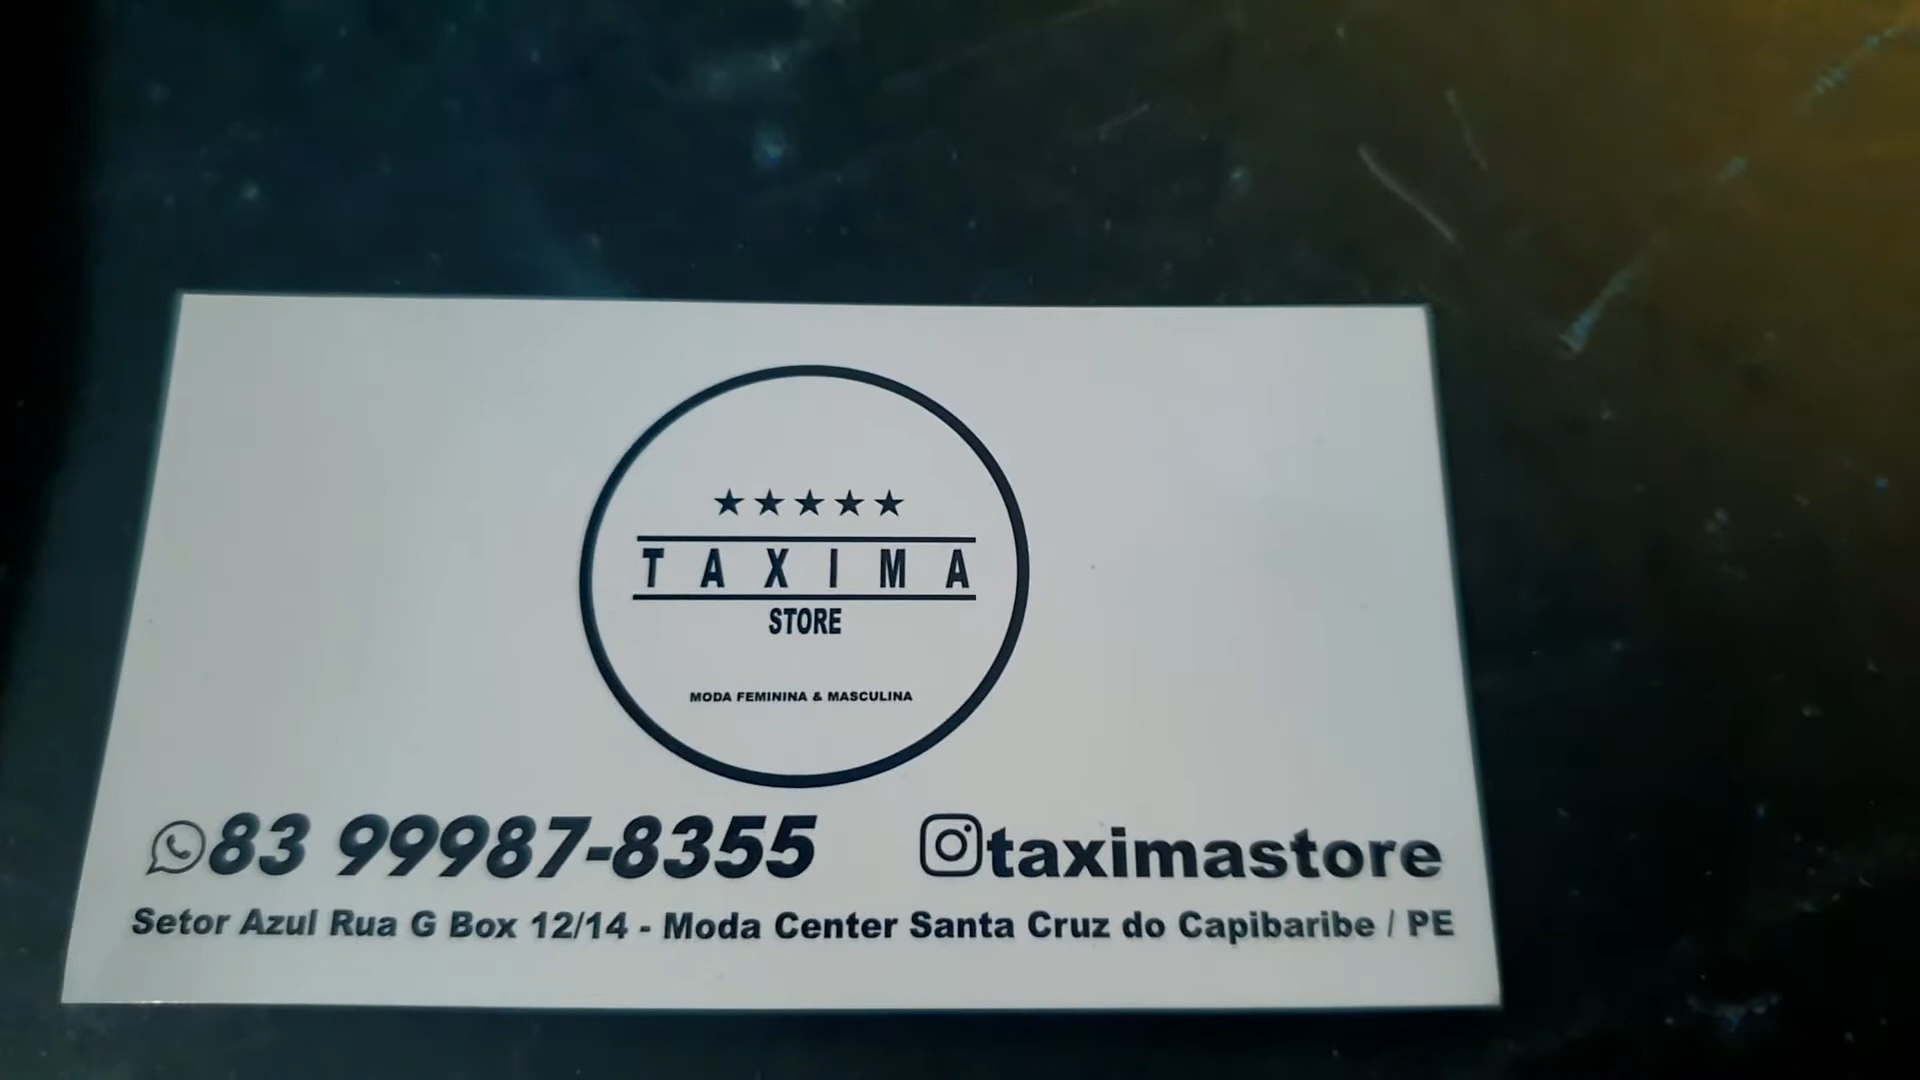 TAXIMA
STORE
MODA FEMININA & MASCULINA
83 99987-8355 taximastore
Setor Azul Rua G Box 12/14 - Moda Center Santa Cruz do Capibaribe / PE